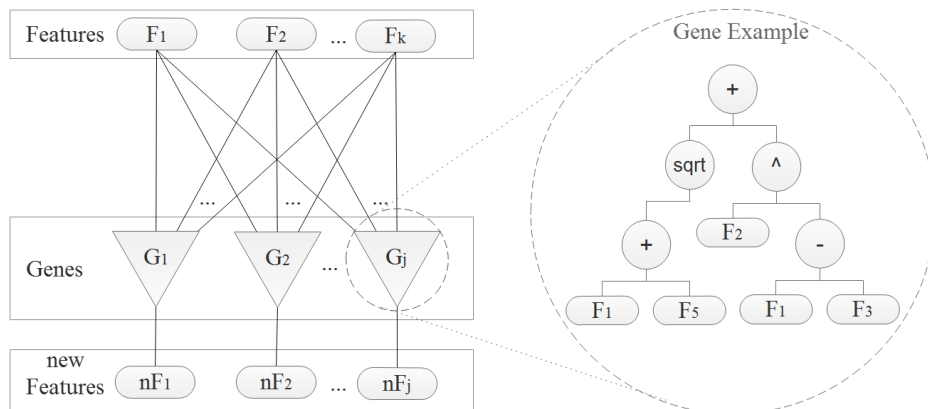 Features F1 F2 ... Fk
Gene Example
+
sqrt ^
... ... ...
F2
+ -
Genes G1 G2 ... Gj
F1 F5 F1 F3
new
Features nF1 nF2 ... nFj